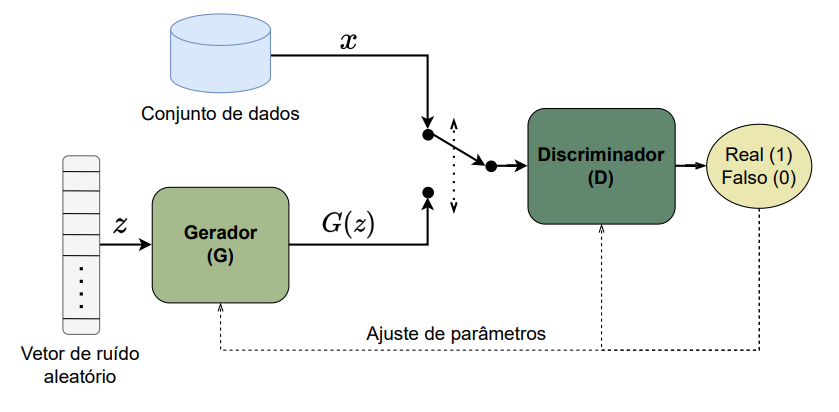 x
Conjunto de dados
Discriminador
(D)
Real (1)
Falso (0)
z
Gerador
(G)
G(z)
Ajuste de parâmetros
Vetor de ruído
aleatório